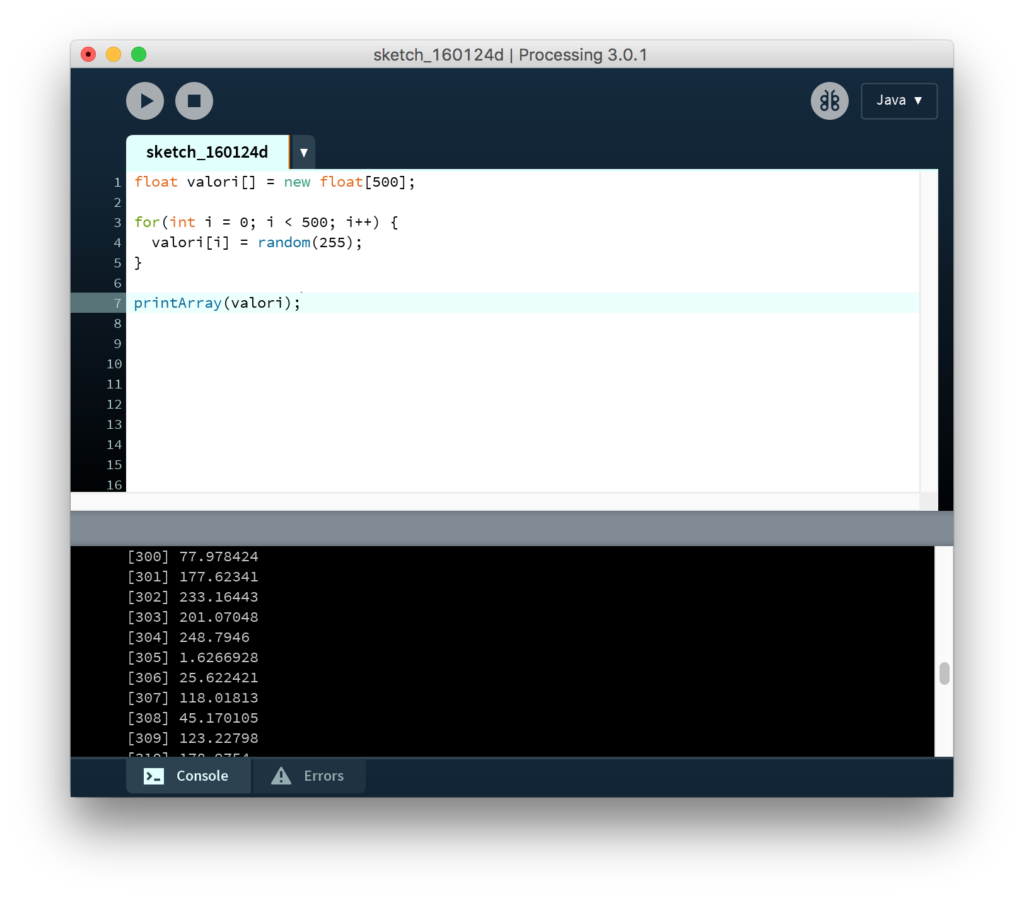 sketch_160124d | Processing 3.0.1
Java ▼
sketch_160124d ▼
1 float valori[] = new float[500];
2
3 for(int i = 0; i < 500; i++) {
4   valori[i] = random(255);
5 }
6
7 printArray(valori);
8
9
10
11
12
13
14
15
16
[300] 77.978424
[301] 177.62341
[302] 233.16443
[303] 201.07048
[304] 248.7946
[305] 1.6266928
[306] 25.622421
[307] 118.01813
[308] 45.170105
[309] 123.22798
Console Errors